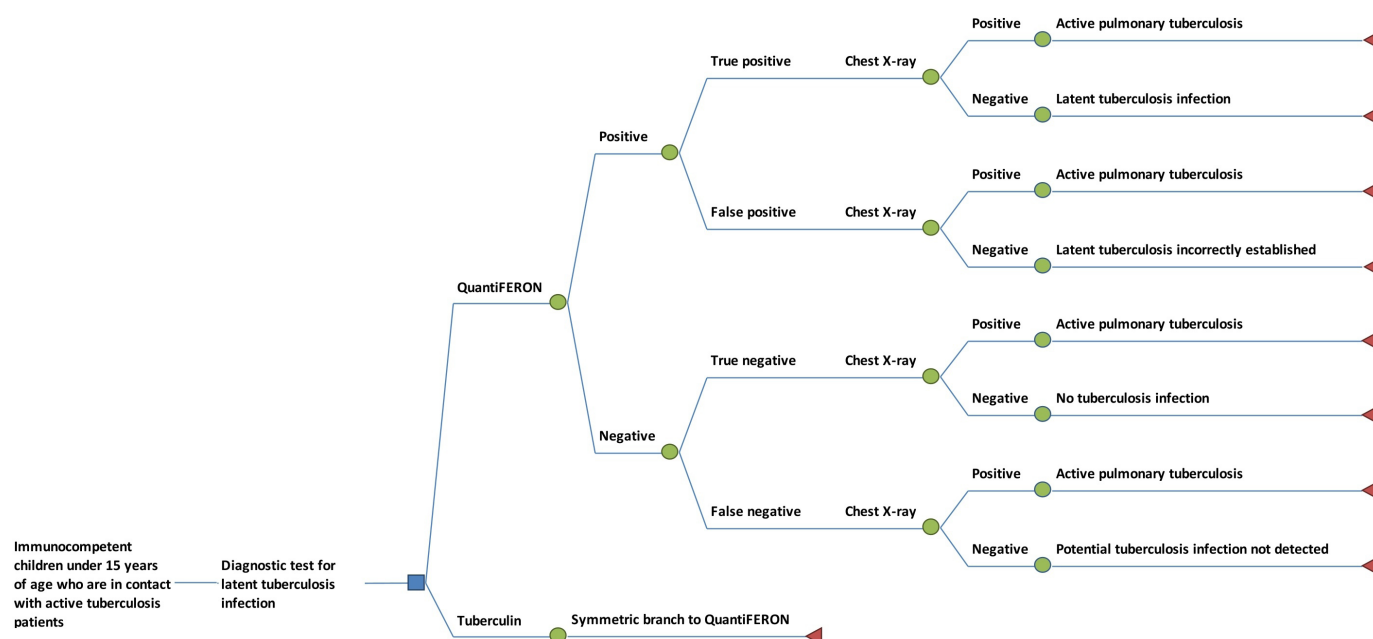 Positive
Active pulmonary tuberculosis
True positive
Chest X-ray
Negative
Latent tuberculosis infection
Positive
Positive
Active pulmonary tuberculosis
False positive
Chest X-ray
Negative
Latent tuberculosis incorrectly established
QuantiFERON
Positive
Active pulmonary tuberculosis
True negative
Chest X-ray
Negative
No tuberculosis infection
Negative
Positive
Active pulmonary tuberculosis
False negative
Chest X-ray
Negative
Potential tuberculosis infection not detected
Immunocompetent
children under 15 years
of age who are in contact
with active tuberculosis
patients
Diagnostic test for
latent tuberculosis
infection
Tuberculin
Symmetric branch to QuantiFERON